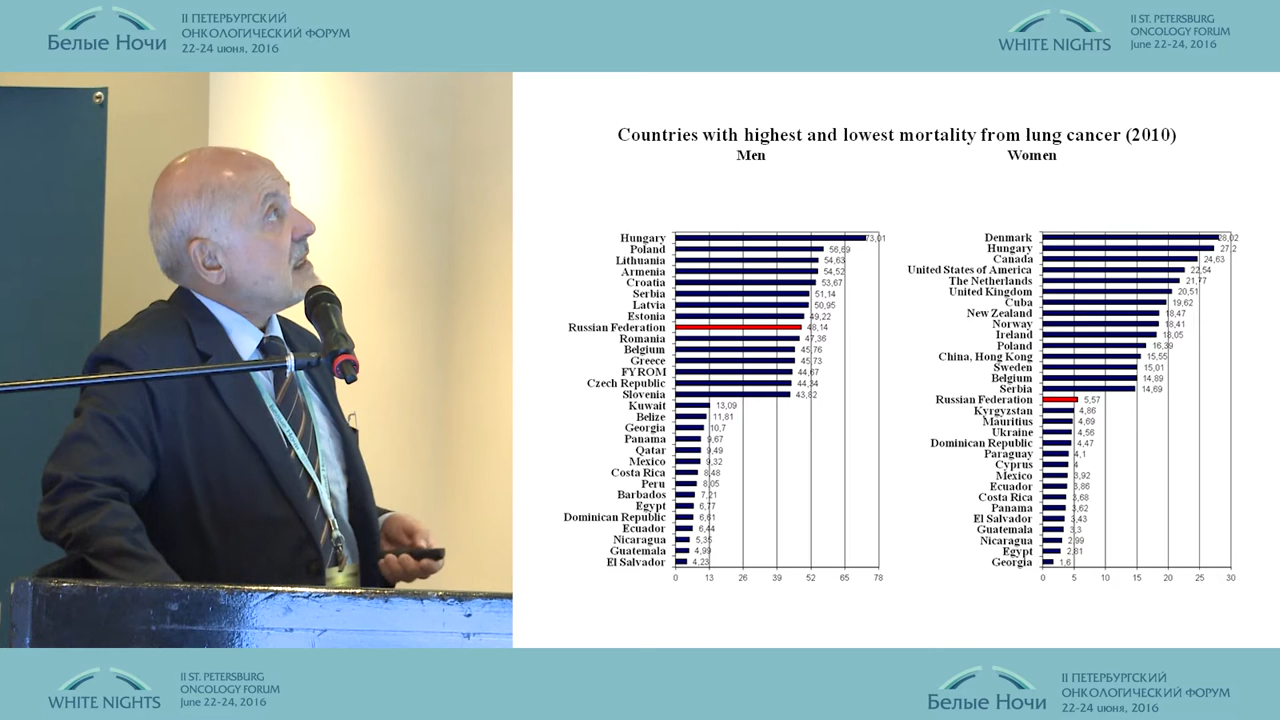 Белые Ночи
II ПЕТЕРБУРГСКИЙ
ОНКОЛОГИЧЕСКИЙ ФОРУМ
22-24 июня, 2016
WHITE NIGHTS
II ST. PETERSBURG
ONCOLOGY FORUM
June 22-24, 2016
Countries with highest and lowest mortality from lung cancer (2010)
Men
Hungary 73,01
Poland 56,69
Lithuania 54,63
Armenia 54,52
Croatia 53,67
Serbia 51,14
Latvia 50,95
Estonia 49,22
Russian Federation 48,14
Romania 47,36
Belgium 45,76
Greece 45,73
FYROM 44,67
Czech Republic 44,34
Slovenia 43,82
Kuwait 13,09
Belize 11,81
Georgia 10,7
Panama 9,67
Qatar 9,49
Mexico 9,32
Costa Rica 8,48
Peru 8,05
Barbados 7,21
Egypt 6,77
Dominican Republic 6,61
Ecuador 6,44
Nicaragua 5,35
Guatemala 4,99
El Salvador 4,23
0 13 26 39 52 65 78
Women
Denmark 28,02
Hungary 27,2
Canada 24,63
United States of America 22,54
The Netherlands 21,77
United Kingdom 20,51
Cuba 19,62
New Zealand 18,47
Norway 18,41
Ireland 18,05
Poland 16,39
China, Hong Kong 15,55
Sweden 15,01
Belgium 14,89
Serbia 14,69
Russian Federation 5,57
Kyrgyzstan 4,86
Mauritius 4,69
Ukraine 4,56
Dominican Republic 4,47
Paraguay 4,1
Cyprus 4
Mexico 3,92
Ecuador 3,86
Costa Rica 3,68
Panama 3,62
El Salvador 3,43
Guatemala 3,3
Nicaragua 2,99
Egypt 2,81
Georgia 1,6
0 5 10 15 20 25 30
WHITE NIGHTS
II ST. PETERSBURG
ONCOLOGY FORUM
June 22-24, 2016
Белые Ночи
II ПЕТЕРБУРГСКИЙ
ОНКОЛОГИЧЕСКИЙ ФОРУМ
22-24 июня, 2016